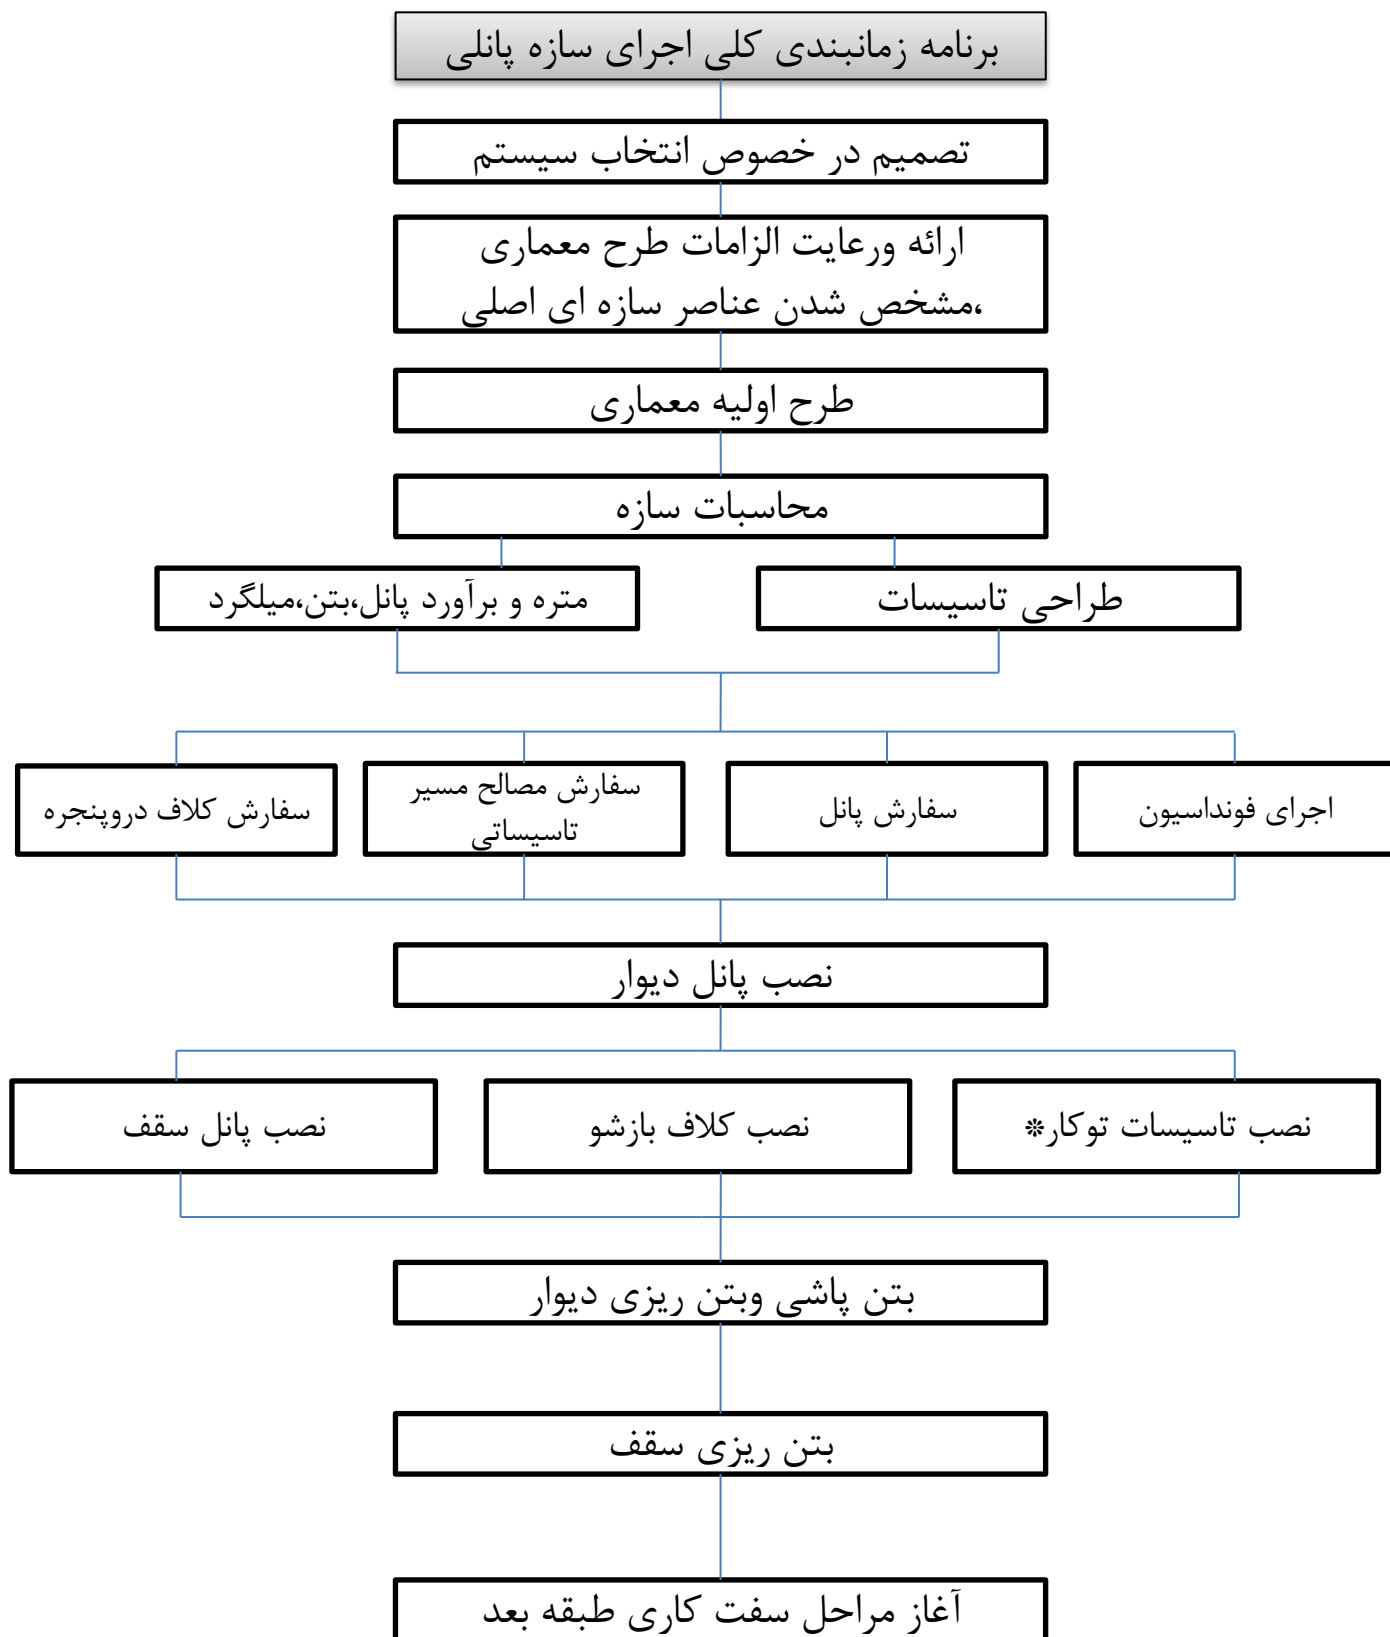 برنامه زمانبندی کلی اجرای سازه پانلی
تصمیم در خصوص انتخاب سیستم
ارائه ورعایت الزامات طرح معماری
،مشخص شدن عناصر سازه ای اصلی
طرح اولیه معماری
محاسبات سازه
طراحی تاسیسات
متره و برآورد پانل،بتن،میلگرد
اجرای فونداسیون
سفارش پانل
سفارش مصالح مسیر
تاسیساتی
سفارش کلاف دروپنجره
نصب پانل دیوار
نصب تاسیسات توکار*
نصب کلاف بازشو
نصب پانل سقف
بتن پاشی وبتن ریزی دیوار
بتن ریزی سقف
آغاز مراحل سفت کاری طبقه بعد